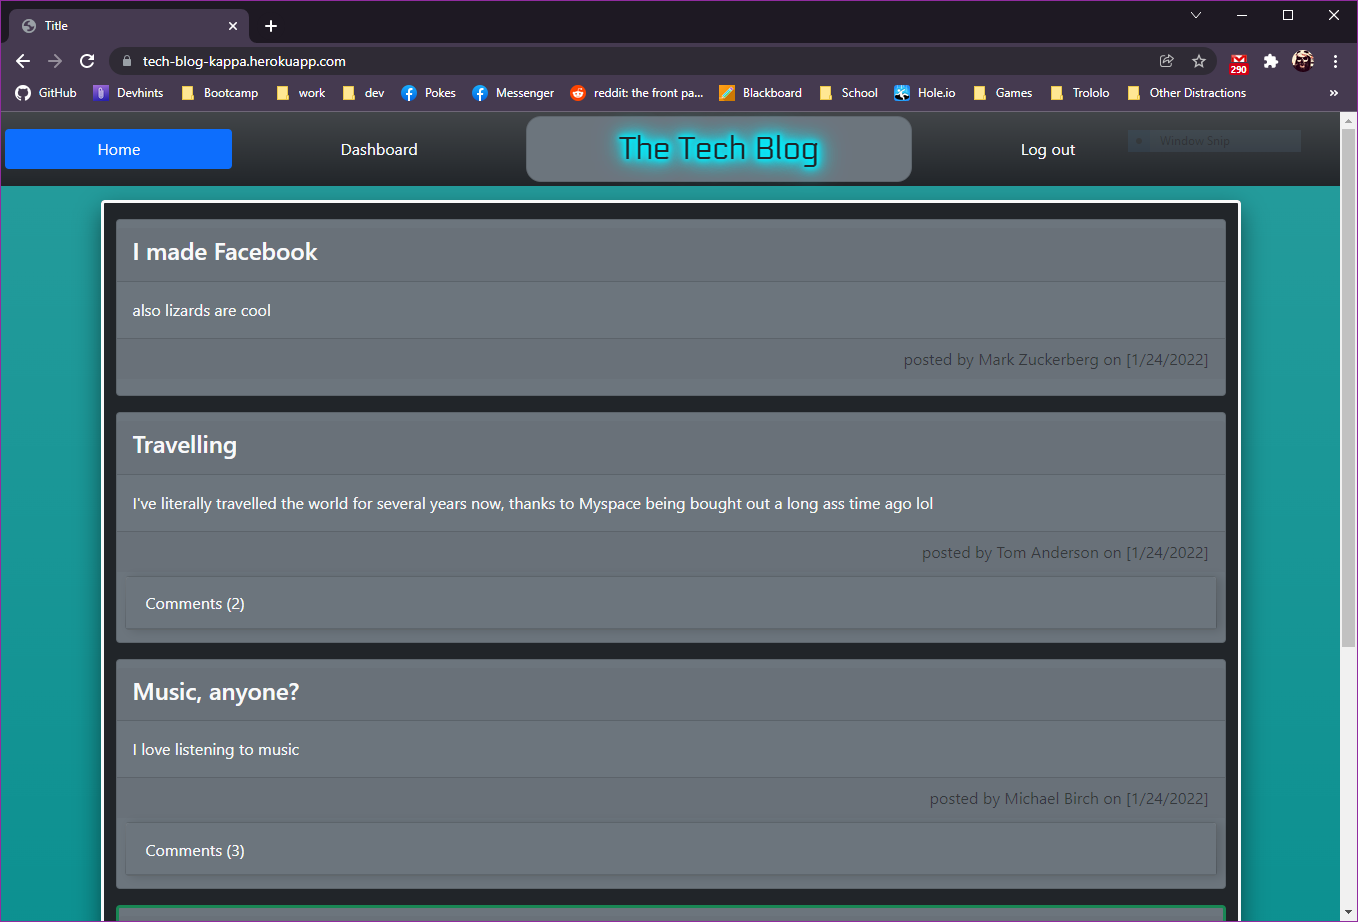 Title
tech-blog-kappa.herokuapp.com
290
GitHub Devhints Bootcamp work dev Pokes Messenger reddit: the front pa... Blackboard School Hole.io Games Trololo Other Distractions »
Home Dashboard The Tech Blog Log out Window Snip
I made Facebook
also lizards are cool
posted by Mark Zuckerberg on [1/24/2022]
Travelling
I've literally travelled the world for several years now, thanks to Myspace being bought out a long ass time ago lol
posted by Tom Anderson on [1/24/2022]
Comments (2)
Music, anyone?
I love listening to music
posted by Michael Birch on [1/24/2022]
Comments (3)